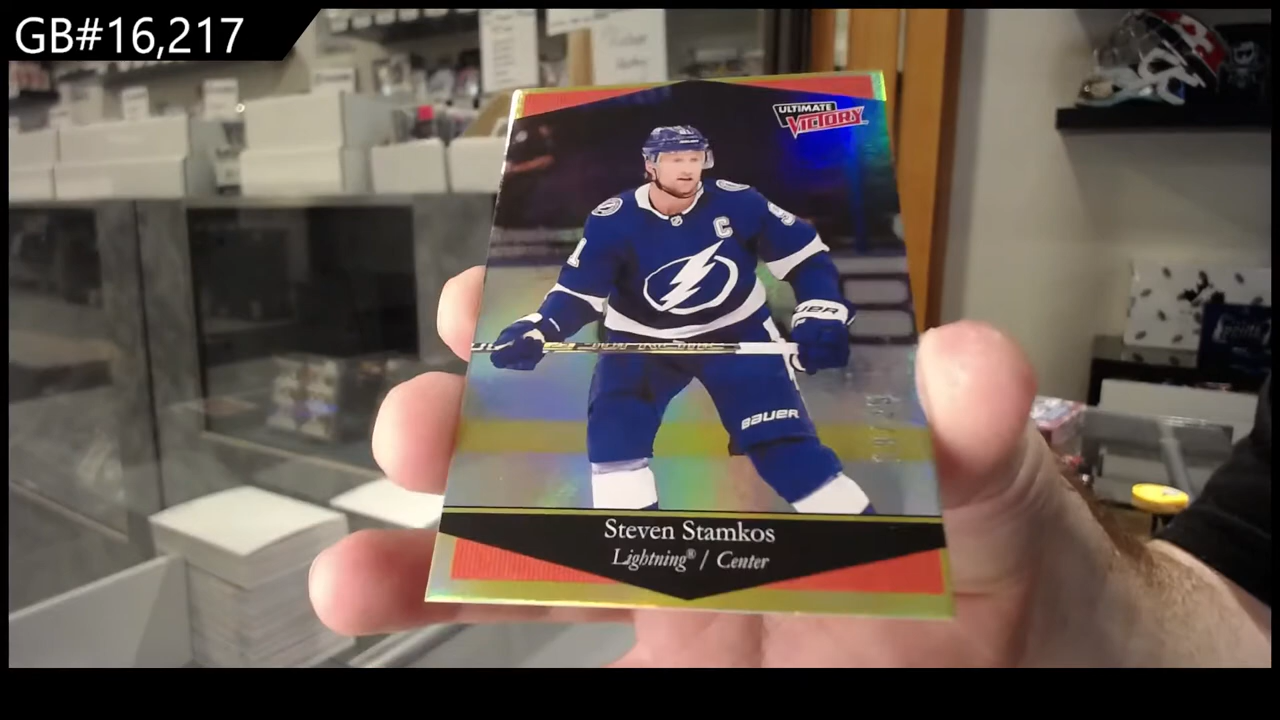 GB#16,217
ULTIMATE
VICTORY
C
BAUER
Steven Stamkos
Lightning® / Center